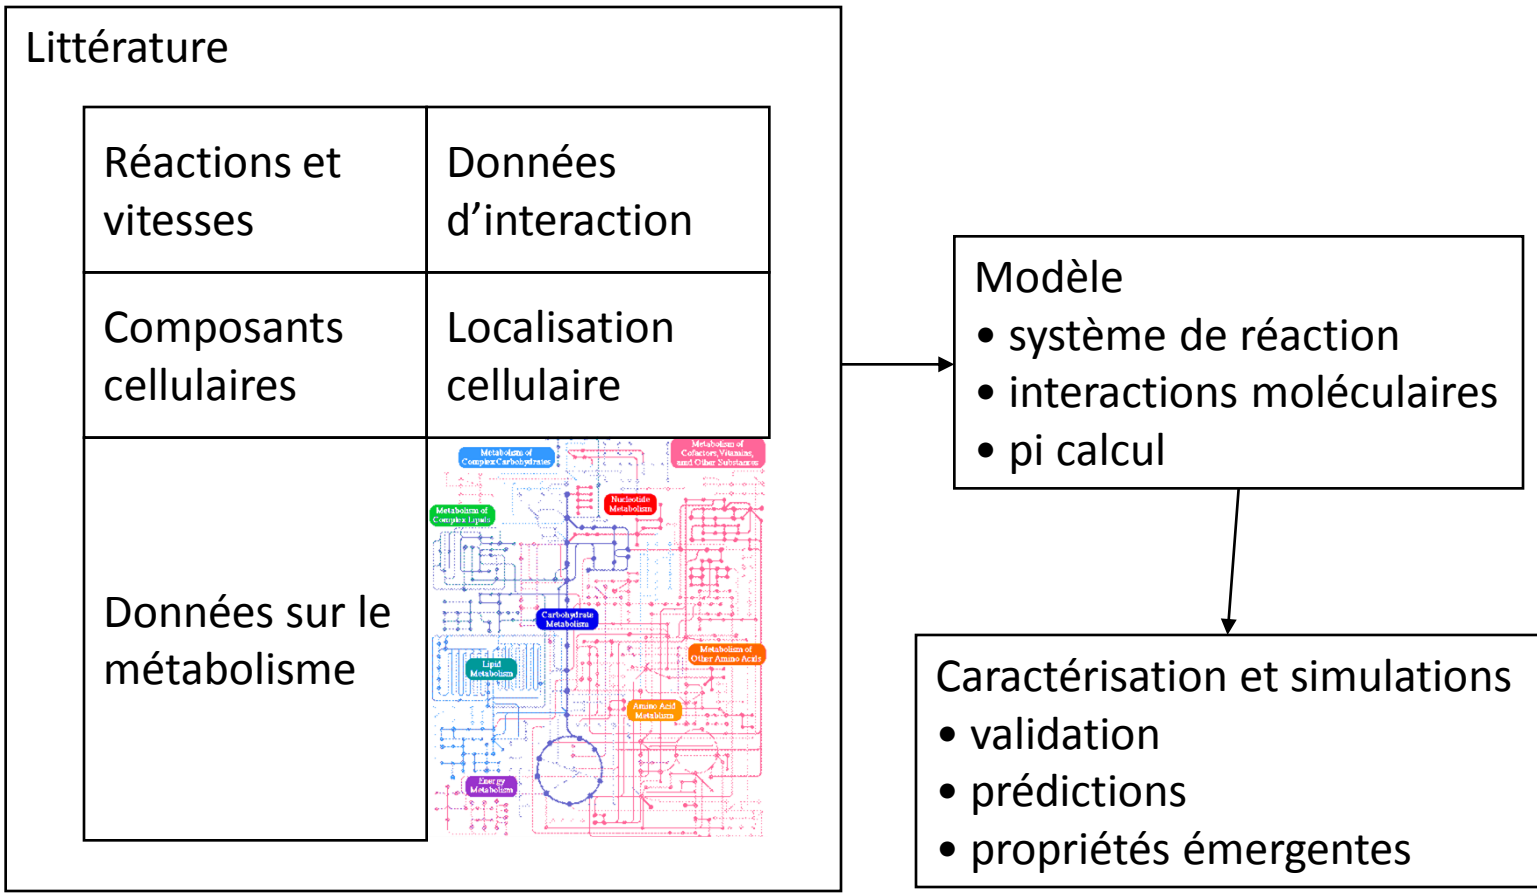 Littérature
Réactions et
vitesses
Données
d’interaction
Composants
cellulaires
Localisation
cellulaire
Données sur le
métabolisme
Metabolism of
Complex Carbohydrates
Metabolism of
Cofactors, Vitamins,
and Other Substances
Nucleotide
Metabolism
Metabolism of
Complex Lipids
Carbohydrate
Metabolism
Metabolism of
Other Amino Acids
Lipid
Metabolism
Amino Acid
Metablism
Energy
Metabolism
Modèle
• système de réaction
• interactions moléculaires
• pi calcul
Caractérisation et simulations
• validation
• prédictions
• propriétés émergentes